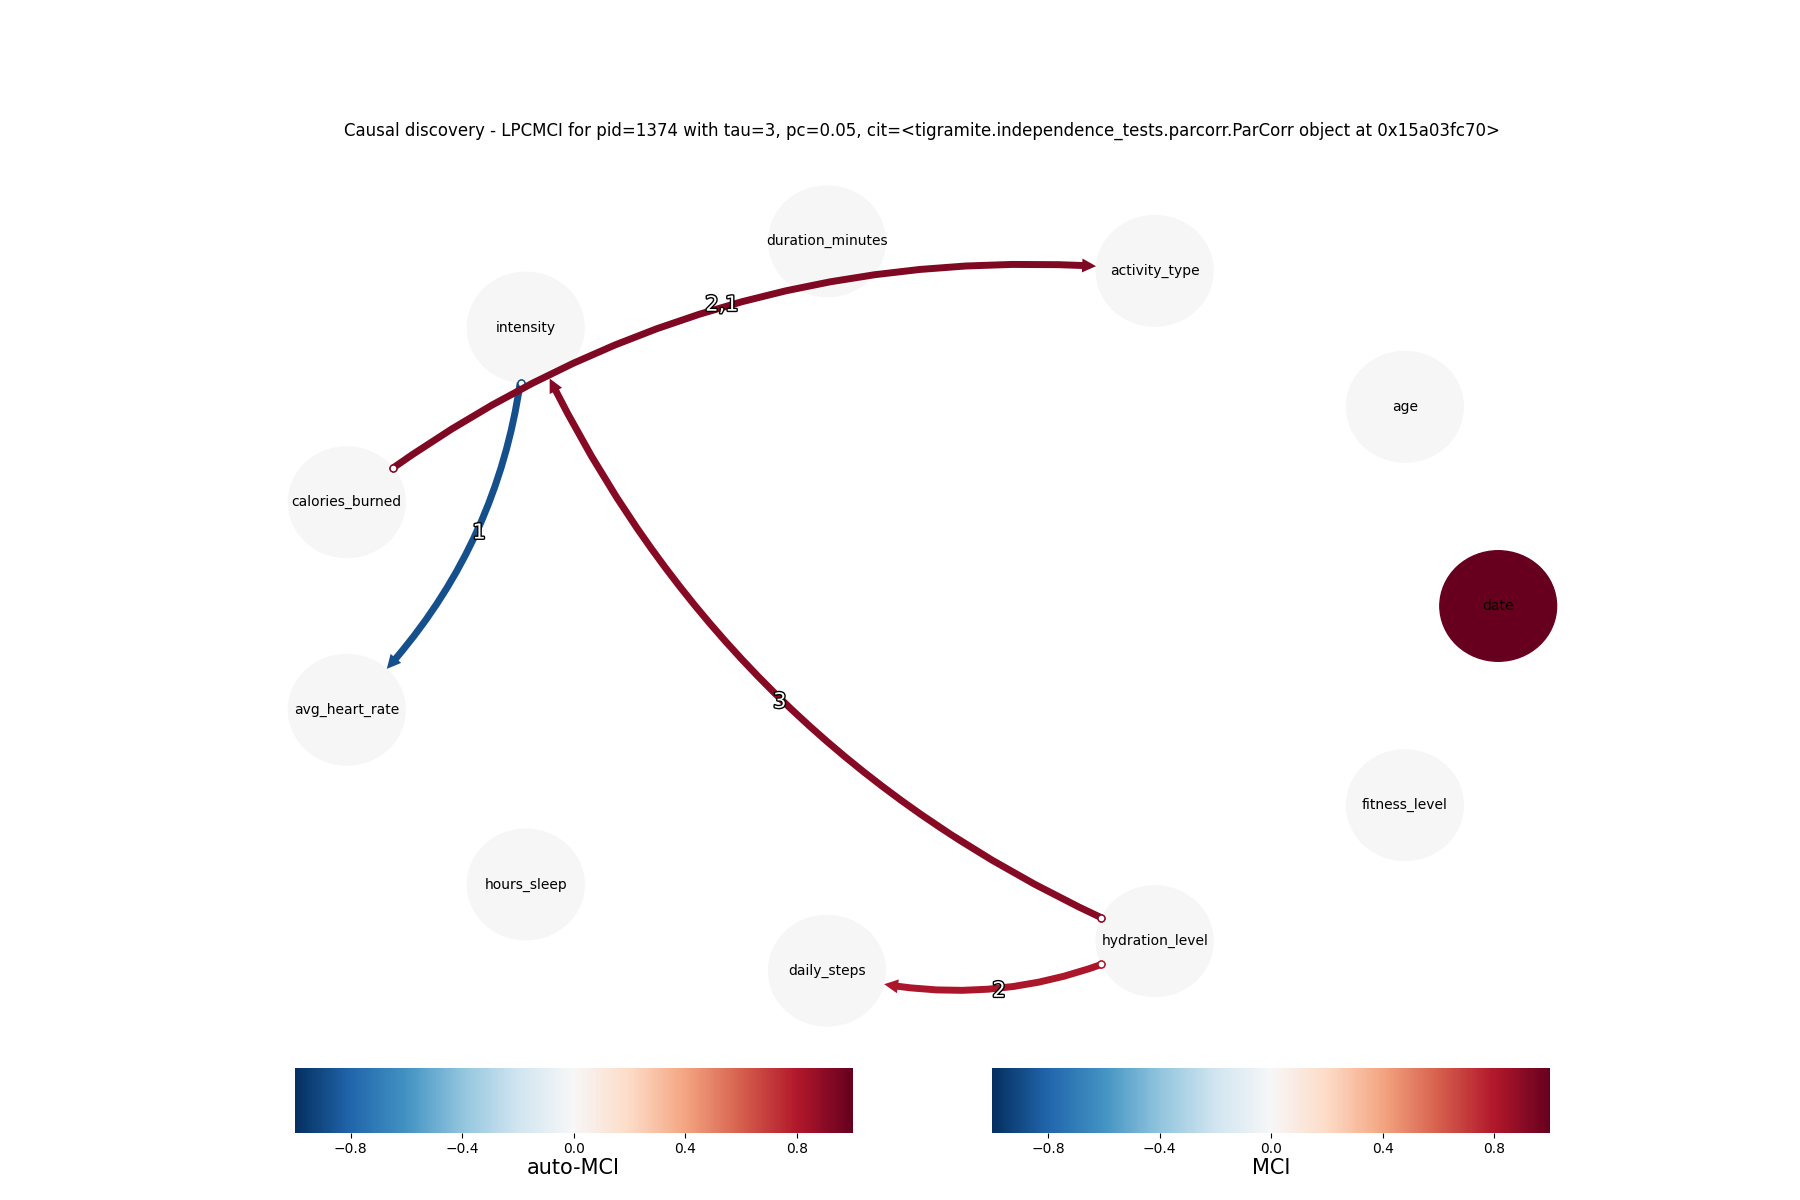 Causal discovery - LPCMCI for pid=1374 with tau=3, pc=0.05, cit=<tigramite.independence_tests.parcorr.ParCorr object at 0x15a03fc70>
duration_minutes
activity_type
2,1
intensity
age
calories_burned
1
date
3
avg_heart_rate
fitness_level
hours_sleep
hydration_level
daily_steps
2
−0.8 −0.4 0.0 0.4 0.8
auto-MCI
−0.8 −0.4 0.0 0.4 0.8
MCI